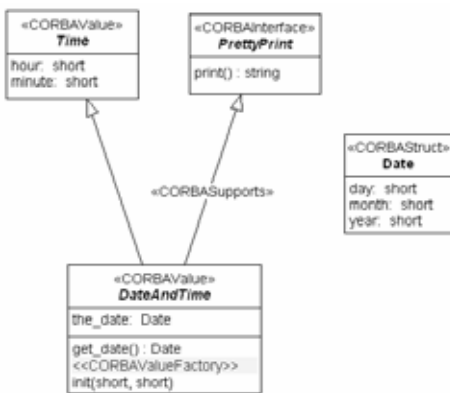 «CORBAValue»
Time
hour: short
minute: short
«CORBAInterface»
PrettyPrint
print() : string
«CORBAStruct»
Date
day: short
month: short
year: short
«CORBASupports»
«CORBAValue»
DateAndTime
the_date: Date
get_date() : Date
<<CORBAValueFactory>>
init(short, short)